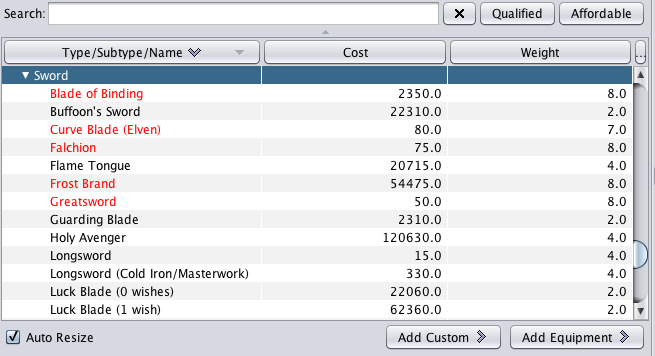 Search: Qualified Affordable
Type/Subtype/Name Cost Weight ...
Sword
Blade of Binding 2350.0 8.0
Buffoon's Sword 22310.0 2.0
Curve Blade (Elven) 80.0 7.0
Falchion 75.0 8.0
Flame Tongue 20715.0 4.0
Frost Brand 54475.0 8.0
Greatsword 50.0 8.0
Guarding Blade 2310.0 2.0
Holy Avenger 120630.0 4.0
Longsword 15.0 4.0
Longsword (Cold Iron/Masterwork) 330.0 4.0
Luck Blade (0 wishes) 22060.0 2.0
Luck Blade (1 wish) 62360.0 2.0
Auto Resize Add Custom Add Equipment